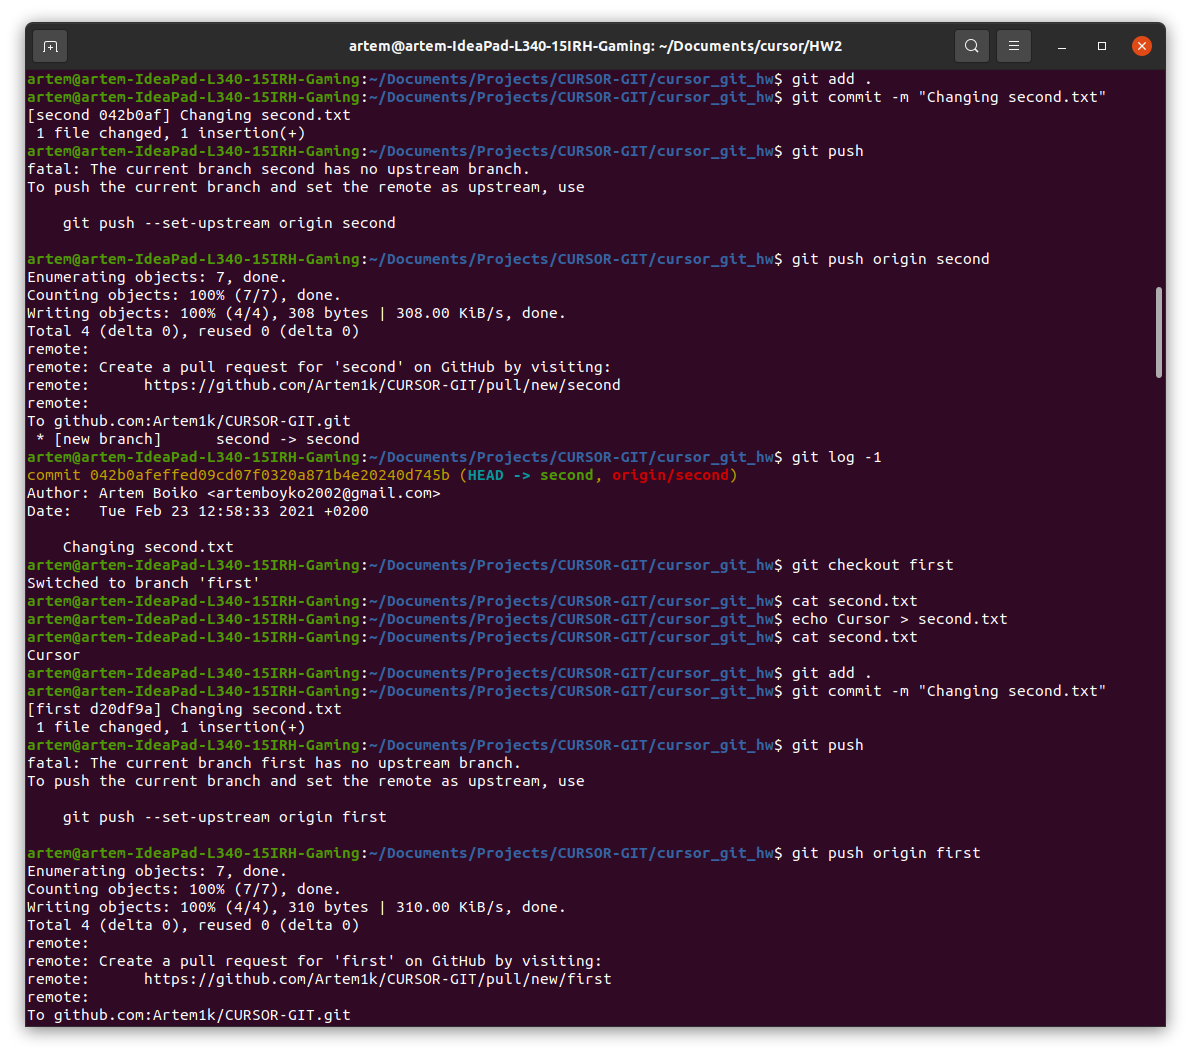 artem@artem-IdeaPad-L340-15IRH-Gaming: ~/Documents/cursor/HW2
artem@artem-IdeaPad-L340-15IRH-Gaming:~/Documents/Projects/CURSOR-GIT/cursor_git_hw$ git add .
artem@artem-IdeaPad-L340-15IRH-Gaming:~/Documents/Projects/CURSOR-GIT/cursor_git_hw$ git commit -m "Changing second.txt"
[second 042b0af] Changing second.txt
 1 file changed, 1 insertion(+)
artem@artem-IdeaPad-L340-15IRH-Gaming:~/Documents/Projects/CURSOR-GIT/cursor_git_hw$ git push
fatal: The current branch second has no upstream branch.
To push the current branch and set the remote as upstream, use

    git push --set-upstream origin second

artem@artem-IdeaPad-L340-15IRH-Gaming:~/Documents/Projects/CURSOR-GIT/cursor_git_hw$ git push origin second
Enumerating objects: 7, done.
Counting objects: 100% (7/7), done.
Writing objects: 100% (4/4), 308 bytes | 308.00 KiB/s, done.
Total 4 (delta 0), reused 0 (delta 0)
remote:
remote: Create a pull request for 'second' on GitHub by visiting:
remote:      https://github.com/Artem1k/CURSOR-GIT/pull/new/second
remote:
To github.com:Artem1k/CURSOR-GIT.git
 * [new branch]      second -> second
artem@artem-IdeaPad-L340-15IRH-Gaming:~/Documents/Projects/CURSOR-GIT/cursor_git_hw$ git log -1
commit 042b0afeffed09cd07f0320a871b4e20240d745b (HEAD -> second, origin/second)
Author: Artem Boiko <artemboyko2002@gmail.com>
Date:   Tue Feb 23 12:58:33 2021 +0200

    Changing second.txt
artem@artem-IdeaPad-L340-15IRH-Gaming:~/Documents/Projects/CURSOR-GIT/cursor_git_hw$ git checkout first
Switched to branch 'first'
artem@artem-IdeaPad-L340-15IRH-Gaming:~/Documents/Projects/CURSOR-GIT/cursor_git_hw$ cat second.txt
artem@artem-IdeaPad-L340-15IRH-Gaming:~/Documents/Projects/CURSOR-GIT/cursor_git_hw$ echo Cursor > second.txt
artem@artem-IdeaPad-L340-15IRH-Gaming:~/Documents/Projects/CURSOR-GIT/cursor_git_hw$ cat second.txt
Cursor
artem@artem-IdeaPad-L340-15IRH-Gaming:~/Documents/Projects/CURSOR-GIT/cursor_git_hw$ git add .
artem@artem-IdeaPad-L340-15IRH-Gaming:~/Documents/Projects/CURSOR-GIT/cursor_git_hw$ git commit -m "Changing second.txt"
[first d20df9a] Changing second.txt
 1 file changed, 1 insertion(+)
artem@artem-IdeaPad-L340-15IRH-Gaming:~/Documents/Projects/CURSOR-GIT/cursor_git_hw$ git push
fatal: The current branch first has no upstream branch.
To push the current branch and set the remote as upstream, use

    git push --set-upstream origin first

artem@artem-IdeaPad-L340-15IRH-Gaming:~/Documents/Projects/CURSOR-GIT/cursor_git_hw$ git push origin first
Enumerating objects: 7, done.
Counting objects: 100% (7/7), done.
Writing objects: 100% (4/4), 310 bytes | 310.00 KiB/s, done.
Total 4 (delta 0), reused 0 (delta 0)
remote:
remote: Create a pull request for 'first' on GitHub by visiting:
remote:      https://github.com/Artem1k/CURSOR-GIT/pull/new/first
remote:
To github.com:Artem1k/CURSOR-GIT.git